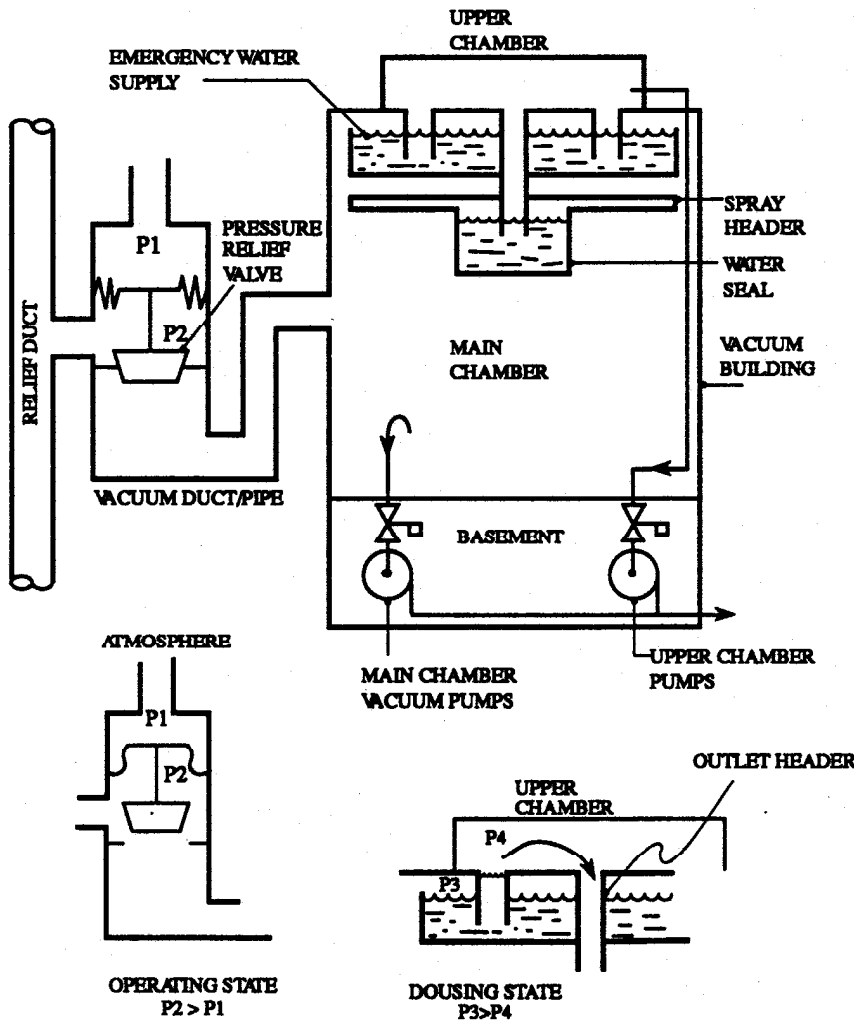 UPPER
CHAMBER
EMERGENCY WATER
SUPPLY
P1
PRESSURE
RELIEF
VALVE
P2
RELIEF DUCT
SPRAY
HEADER
WATER
SEAL
MAIN
CHAMBER
VACUUM
BUILDING
VACUUM DUCT/PIPE
BASEMENT
ATMOSPHERE
MAIN CHAMBER
VACUUM PUMPS
UPPER CHAMBER
PUMPS
P1
P2
OUTLET HEADER
UPPER
CHAMBER
P4
P3
OPERATING STATE
P2 > P1
DOUSING STATE
P3>P4